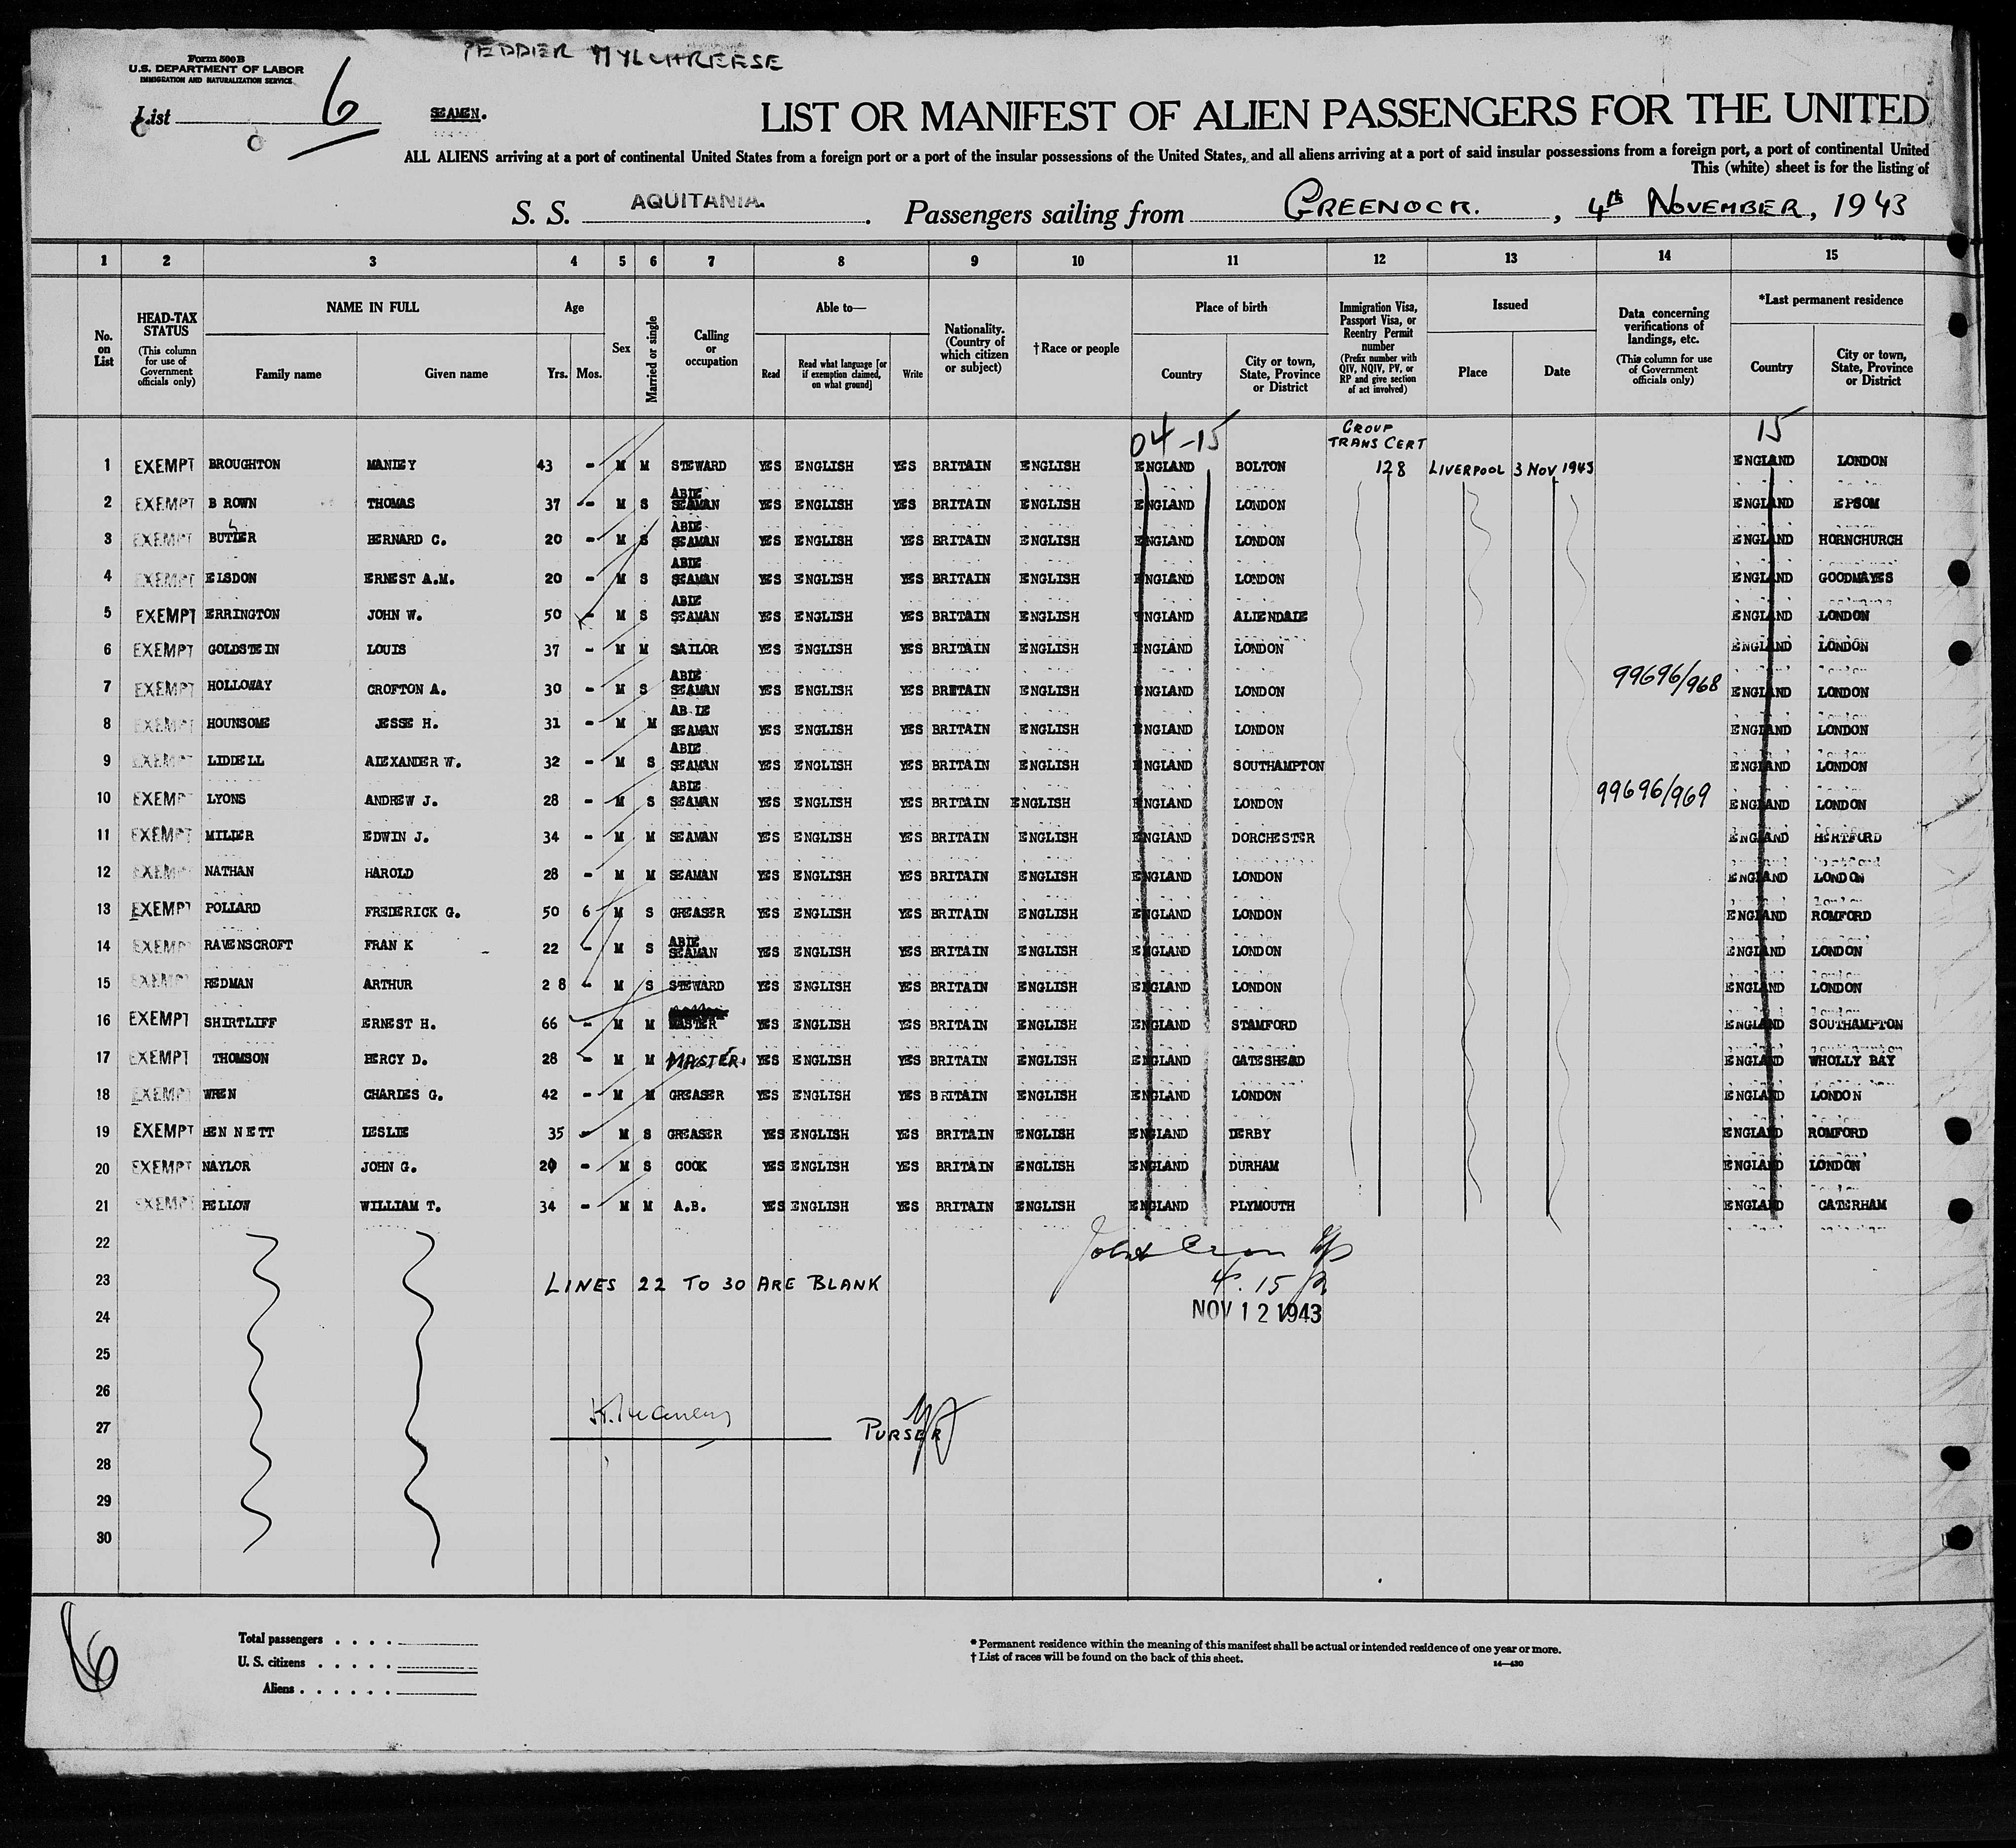 PEDDIER MYLCHREESE
Form 500B
U.S. DEPARTMENT OF LABOR
IMMIGRATION AND NATURALIZATION SERVICE
List 6
SEAMEN.
LIST OR MANIFEST OF ALIEN PASSENGERS FOR THE UNITED
ALL ALIENS arriving at a port of continental United States from a foreign port or a port of the insular possessions of the United States, and all aliens arriving at a port of said insular possessions from a foreign port, a port of continental United
This (white) sheet is for the listing of
S. S. AQUITANIA. Passengers sailing from GREENOCK. , 4th NOVEMBER, 1943
1 2 3 4 5 6 7 8 9 10 11 12 13 14 15
No. on List
HEAD-TAX STATUS (This column for use of Government officials only)
NAME IN FULL
Family name Given name
Age
Yrs. Mos.
Sex
Married or single
Calling or occupation
Able to—
Read Read what language [or if exemption claimed, on what ground] Write
Nationality. (Country of which citizen or subject)
†Race or people
Place of birth
Country City or town, State, Province or District
Immigration Visa, Passport Visa, or Reentry Permit number (Prefix number with QIV, NQIV, PV, or RP and give section of act involved)
Issued
Place Date
Data concerning verifications of landings, etc. (This column for use of Government officials only)
*Last permanent residence
Country City or town, State, Province or District
04-15 GROUP TRANS CERT 15
1 EXEMPT BROUGHTON MANLEY 43 - M M STEWARD YES ENGLISH YES BRITAIN ENGLISH ENGLAND BOLTON 128 LIVERPOOL 3 NOV 1943 ENGLAND LONDON
2 EXEMPT B ROWN THOMAS 37 - M S ABLE SEAMAN YES ENGLISH YES BRITAIN ENGLISH ENGLAND LONDON ENGLAND EPSOM
3 EXEMPT BUTLER BERNARD C. 20 - M S ABLE SEAMAN YES ENGLISH YES BRITAIN ENGLISH ENGLAND LONDON ENGLAND HORNCHURCH
4 EXEMPT ELSDON ERNEST A.M. 20 - M S ABLE SEAMAN YES ENGLISH YES BRITAIN ENGLISH ENGLAND LONDON ENGLAND GOODMAYES
5 EXEMPT ERRINGTON JOHN W. 50 - M S ABLE SEAMAN YES ENGLISH YES BRITAIN ENGLISH ENGLAND ALLENDALE ENGLAND LONDON
6 EXEMPT GOLDSTEIN LOUIS 37 - M M SAILOR YES ENGLISH YES BRITAIN ENGLISH ENGLAND LONDON ENGLAND LONDON
7 EXEMPT HOLLOWAY CROFTON A. 30 - M S ABLE SEAMAN YES ENGLISH YES BRETAIN ENGLISH ENGLAND LONDON 99696/968 ENGLAND LONDON
8 EXEMPT HOUNSOME JESSE H. 31 - M M AB LE SEAMAN YES ENGLISH YES BRITAIN ENGLISH ENGLAND LONDON ENGLAND LONDON
9 EXEMPT LIDDELL ALEXANDER W. 32 - M S ABLE SEAMAN YES ENGLISH YES BRITAIN ENGLISH ENGLAND SOUTHAMPTON ENGLAND LONDON
10 EXEMPT LYONS ANDREW J. 28 - M S ABLE SEAMAN YES ENGLISH YES BRITAIN ENGLISH ENGLAND LONDON 99696/969 ENGLAND LONDON
11 EXEMPT MILLER EDWIN J. 34 - M M SEAMAN YES ENGLISH YES BRITAIN ENGLISH ENGLAND DORCHESTER ENGLAND HERTFORD
12 EXEMPT NATHAN HAROLD 28 - M M SEAMAN YES ENGLISH YES BRITAIN ENGLISH ENGLAND LONDON ENGLAND LONDON
13 EXEMPT POLLARD FREDERICK G. 50 6 M S GREASER YES ENGLISH YES BRITAIN ENGLISH ENGLAND LONDON ENGLAND ROMFORD
14 EXEMPT RAVENSCROFT FRAN K 22 - M S ABLE SEAMAN YES ENGLISH YES BRITAIN ENGLISH ENGLAND LONDON ENGLAND LONDON
15 EXEMPT REDMAN ARTHUR 2 8 - M S STEWARD YES ENGLISH YES BRITAIN ENGLISH ENGLAND LONDON ENGLAND LONDON
16 EXEMPT SHIRTLIFF ERNEST H. 66 - M M MASTER YES ENGLISH YES BRITAIN ENGLISH ENGLAND STAMFORD ENGLAND SOUTHAMPTON
17 EXEMPT THOMSON PERCY D. 28 - M M MASTER. YES ENGLISH YES BRITAIN ENGLISH ENGLAND GATESHEAD ENGLAND WHOLLY BAY
18 EXEMPT WREN CHARLES G. 42 - M M GREASER YES ENGLISH YES BRITAIN ENGLISH ENGLAND LONDON ENGLAND LONDON
19 EXEMPT BEN NETT LESLIE 35 - M S GREASER YES ENGLISH YES BRITAIN ENGLISH ENGLAND DERBY ENGLAND ROMFORD
20 EXEMPT NAYLOR JOHN G. 20 - M S COOK YES ENGLISH YES BRITAIN ENGLISH ENGLAND DURHAM ENGLAND LONDON
21 EXEMPT PELLOW WILLIAM T. 34 - M M A.B. YES ENGLISH YES BRITAIN ENGLISH ENGLAND PLYMOUTH ENGLAND CATERHAM
22
23 LINES 22 TO 30 ARE BLANK 4.15
24 NOV 12 1943
25
26
27 PURSER
28
29
30
6
Total passengers
U. S. citizens
Aliens
* Permanent residence within the meaning of this manifest shall be actual or intended residence of one year or more.
† List of races will be found on the back of this sheet.
14—430